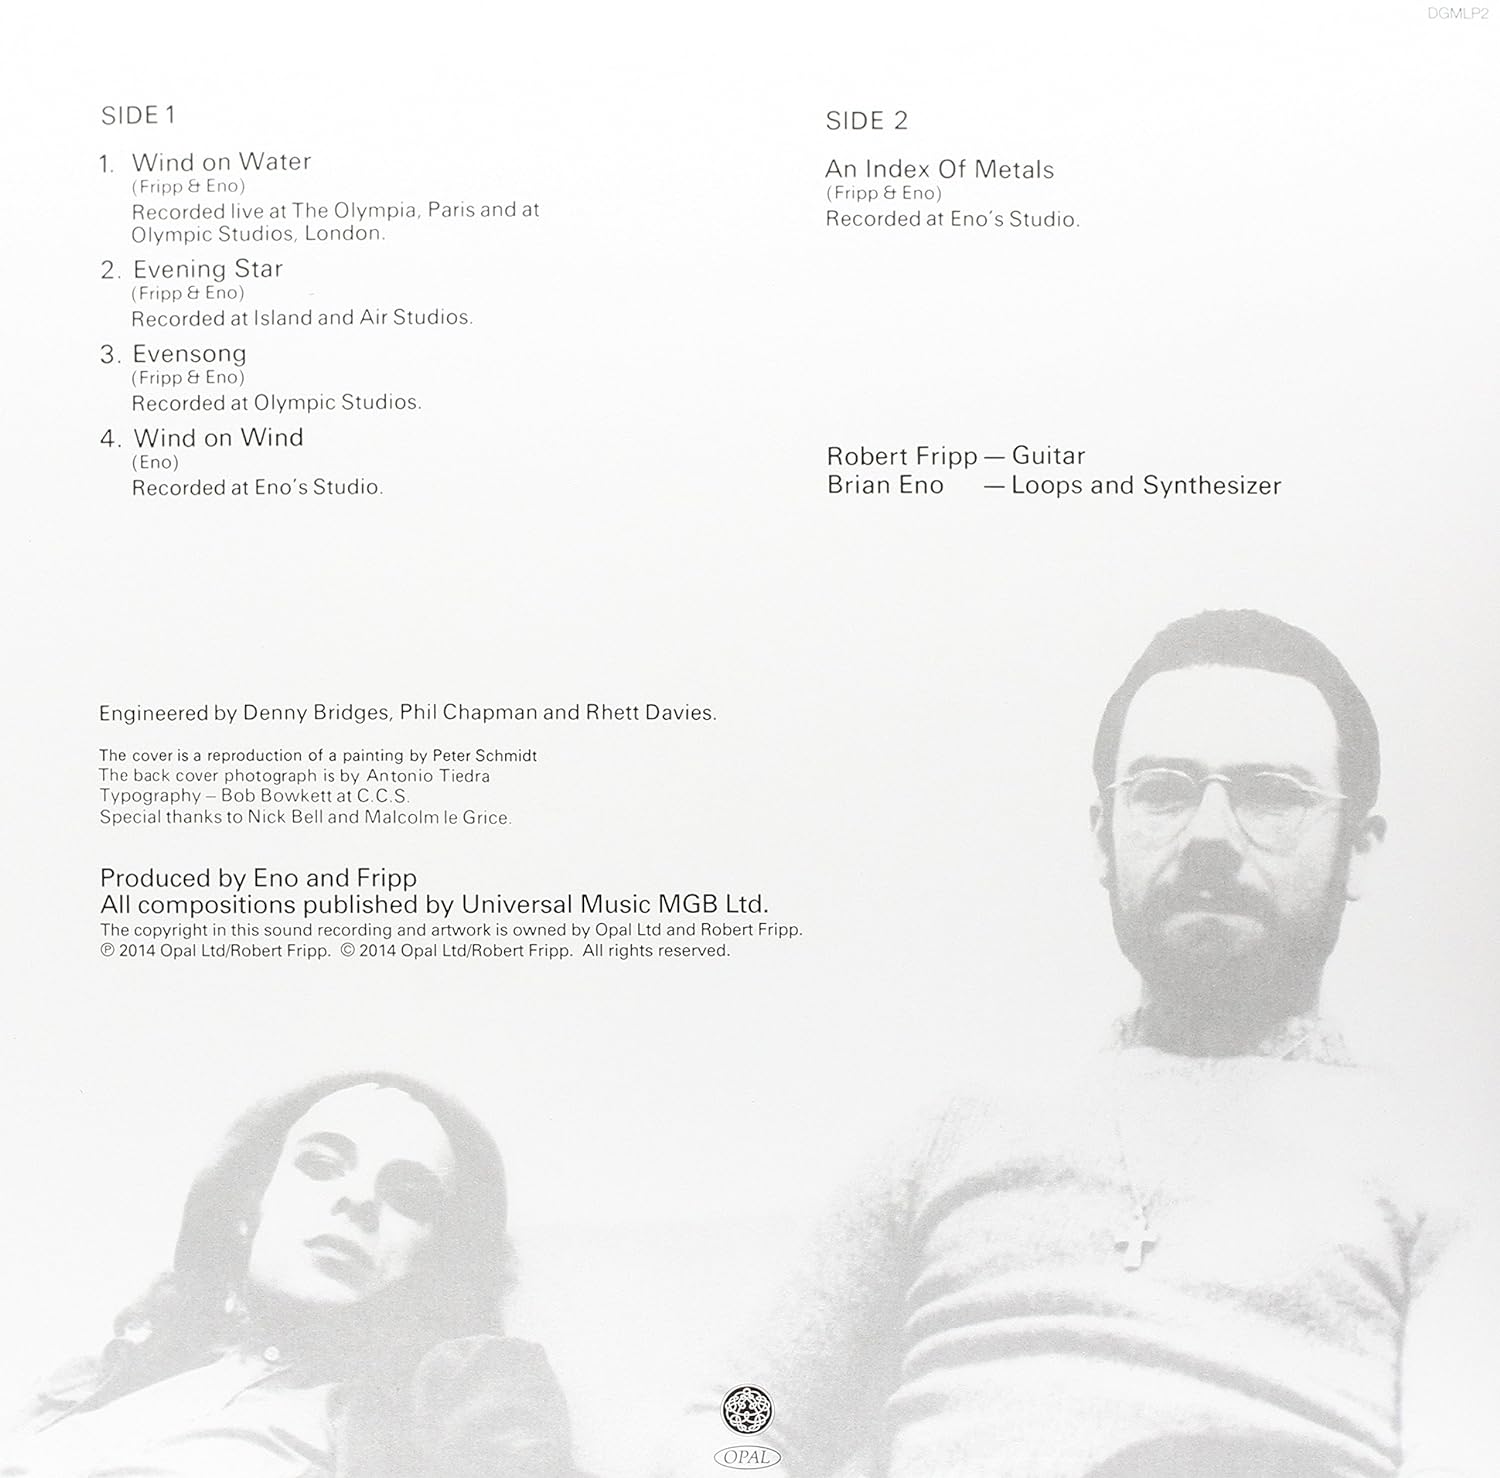 DGMLP2
SIDE 1
1. Wind on Water
(Fripp & Eno)
Recorded live at The Olympia, Paris and at
Olympic Studios, London.
2. Evening Star
(Fripp & Eno)
Recorded at Island and Air Studios.
3. Evensong
(Fripp & Eno)
Recorded at Olympic Studios.
4. Wind on Wind
(Eno)
Recorded at Eno's Studio.
SIDE 2
An Index Of Metals
(Fripp & Eno)
Recorded at Eno's Studio.
Robert Fripp — Guitar
Brian Eno — Loops and Synthesizer
Engineered by Denny Bridges, Phil Chapman and Rhett Davies.
The cover is a reproduction of a painting by Peter Schmidt
The back cover photograph is by Antonio Tiedra
Typography – Bob Bowkett at C.C.S.
Special thanks to Nick Bell and Malcolm le Grice.
Produced by Eno and Fripp
All compositions published by Universal Music MGB Ltd.
The copyright in this sound recording and artwork is owned by Opal Ltd and Robert Fripp.
℗ 2014 Opal Ltd/Robert Fripp. © 2014 Opal Ltd/Robert Fripp. All rights reserved.
OPAL